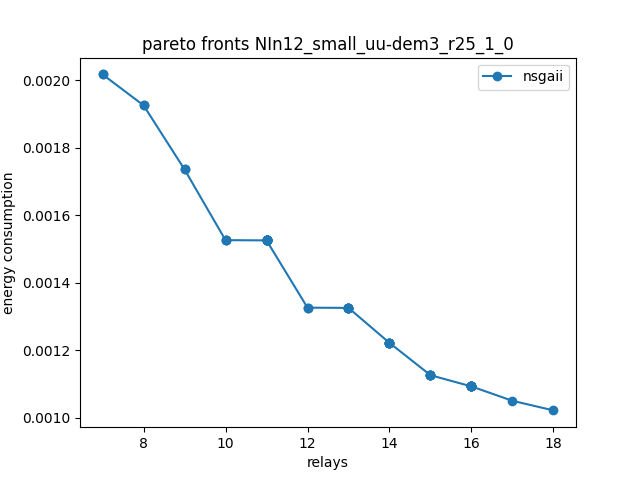 pareto fronts NIn12_small_uu-dem3_r25_1_0
nsgaii
energy consumption
0.0020
0.0018
0.0016
0.0014
0.0012
0.0010
8 10 12 14 16 18
relays